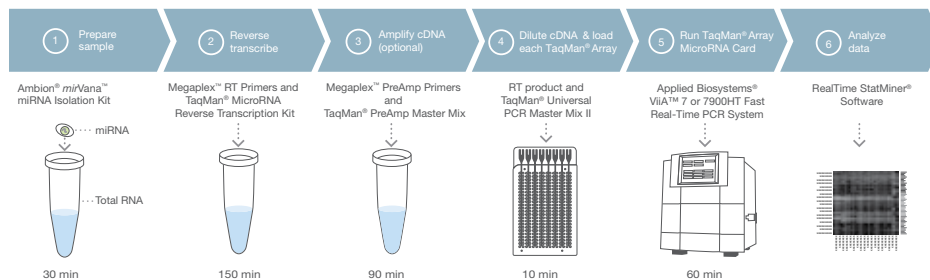 1 Prepare
sample
2 Reverse
transcribe
3 Amplify cDNA
(optional)
4 Dilute cDNA & load
each TaqMan® Array
5 Run TaqMan® Array
MicroRNA Card
6 Analyze
data
Ambion® mirVana™
miRNA Isolation Kit
Megaplex™ RT Primers and
TaqMan® MicroRNA
Reverse Transcription Kit
Megaplex™ PreAmp Primers
and
TaqMan® PreAmp Master Mix
RT product and
TaqMan® Universal
PCR Master Mix II
Applied Biosystems®
ViiA™ 7 or 7900HT Fast
Real-Time PCR System
RealTime StatMiner®
Software
miRNA
Total RNA
30 min
150 min
90 min
10 min
60 min